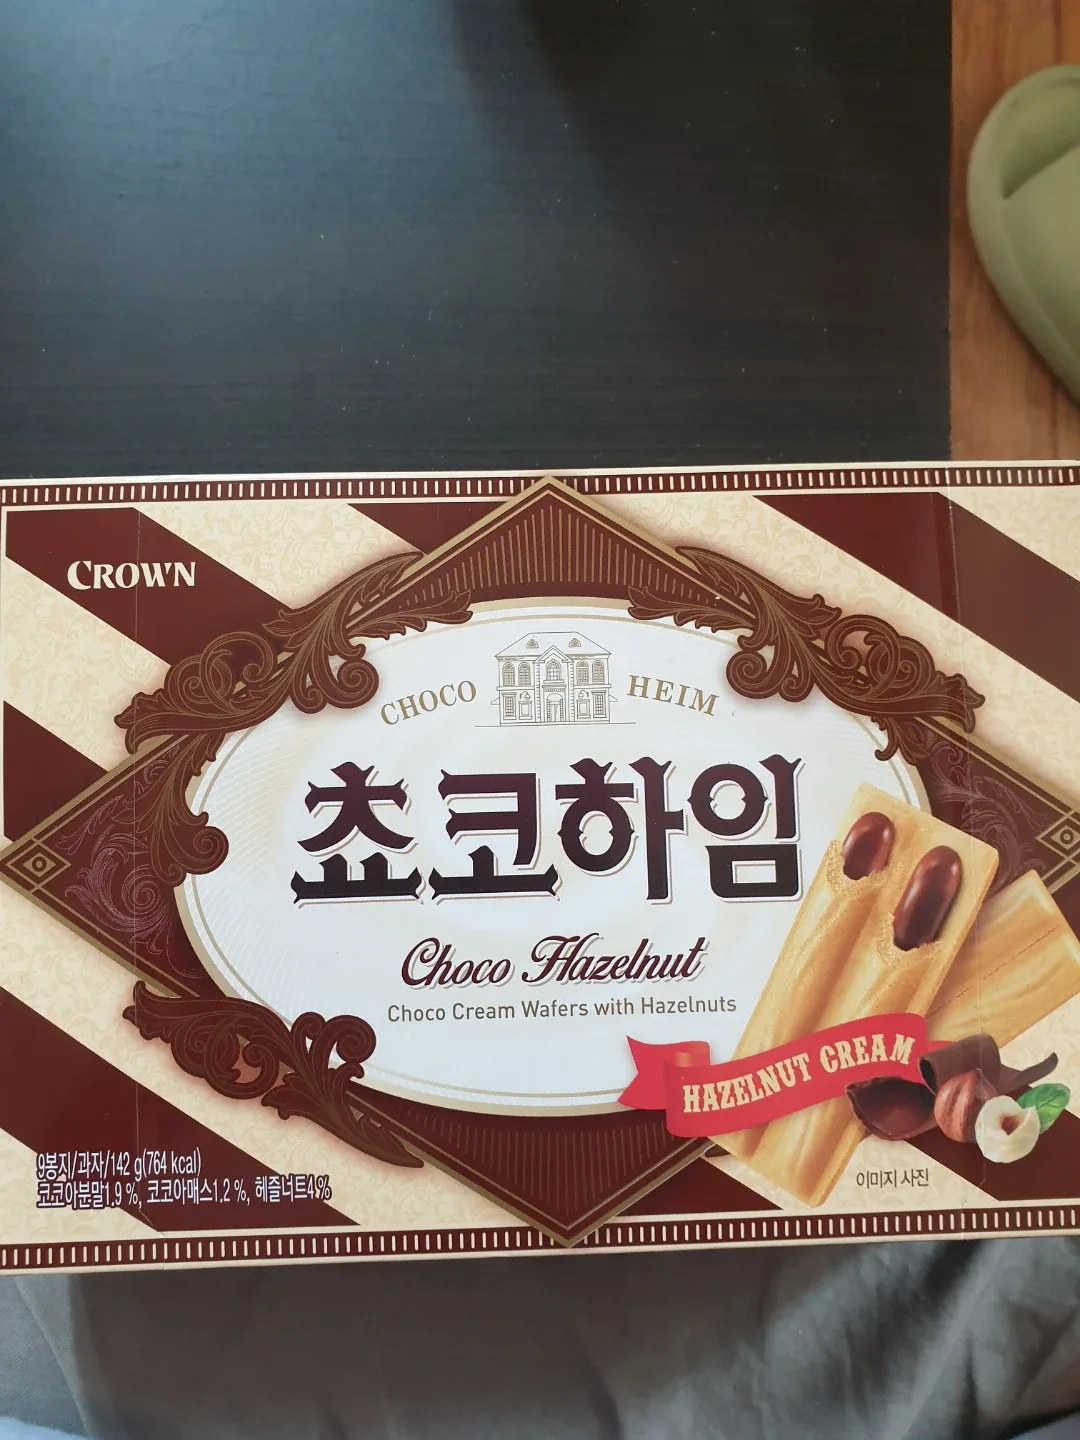 CROWN
CHOCO HEIM
쵸코하임
Choco Hazelnut
Choco Cream Wafers with Hazelnuts
HAZELNUT CREAM
9봉지/과자/142 g(764 kcal)
코코아분말1.9 %, 코코아매스1.2 %, 헤즐너트4%
이미지 사진